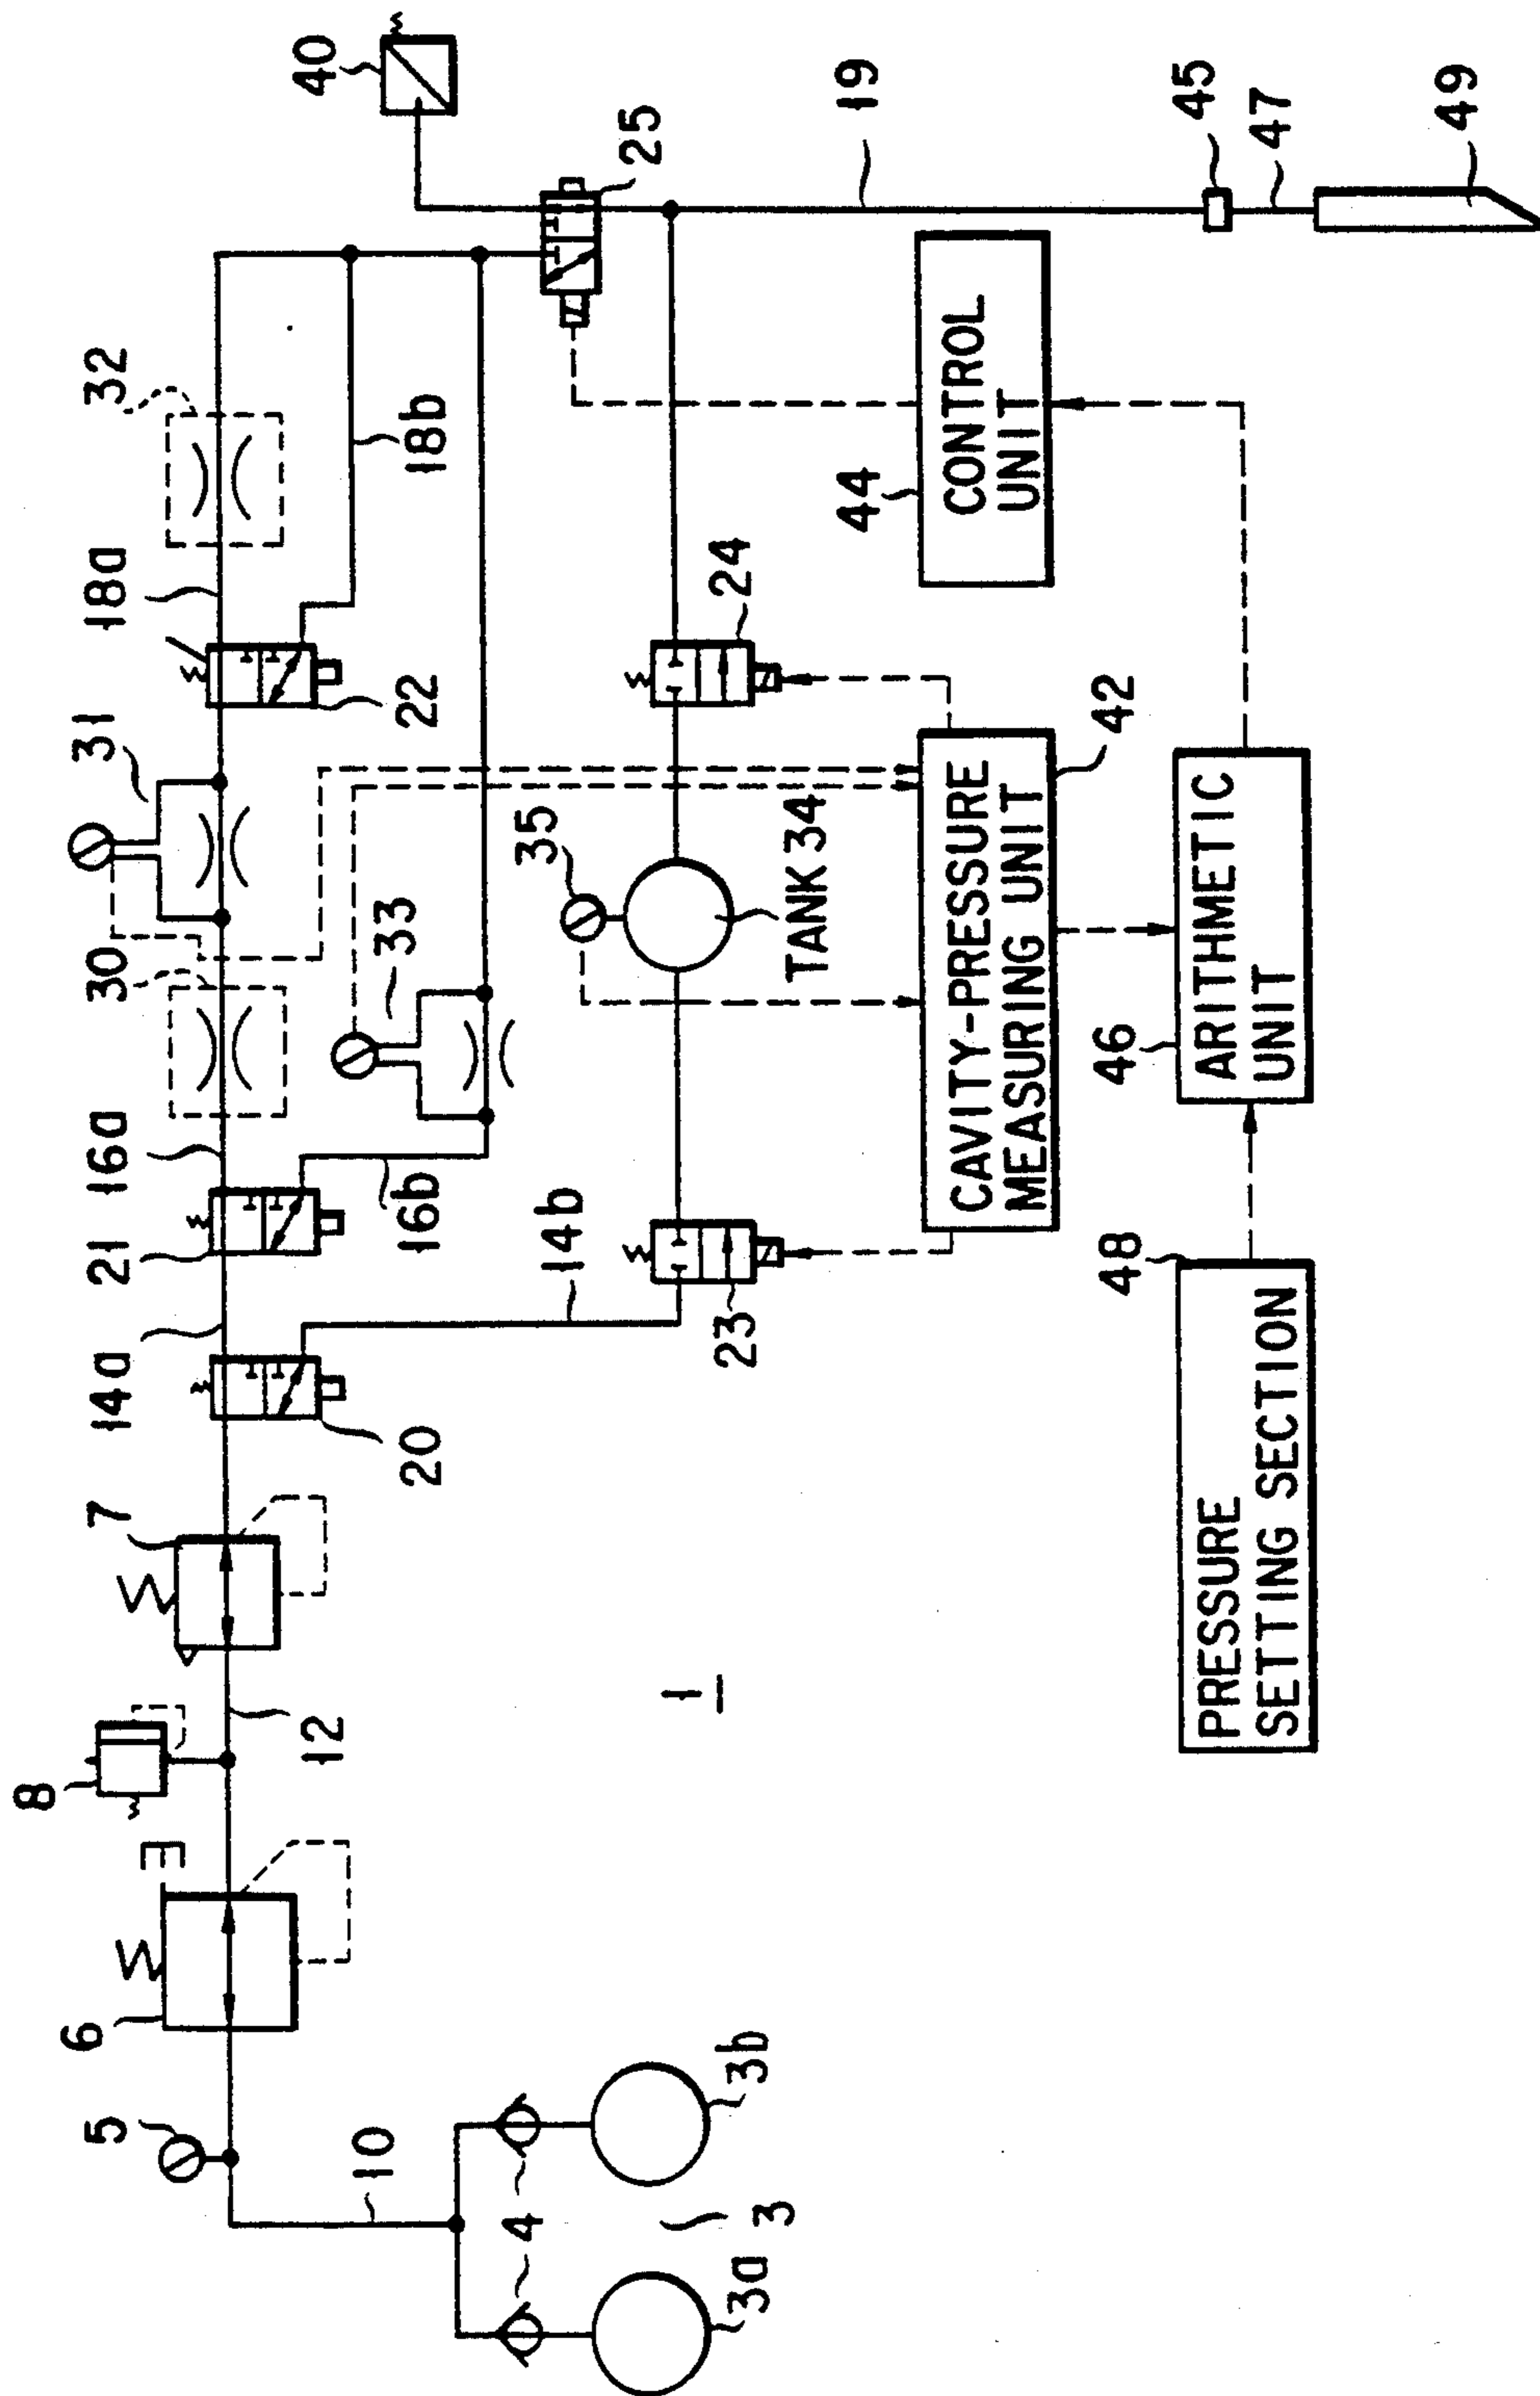 40
25
19
45
47
49
32
18b
18a
44
CONTROL
UNIT
31
22
24
42
30
33
35
TANK 34
CAVITY-PRESSURE
MEASURING UNIT
46
ARITHMETIC
UNIT
16a
21
16b
14b
23
48
PRESSURE
SETTING SECTION
14a
20
7
8
12
1
6
5
10
4
3b
3
3a